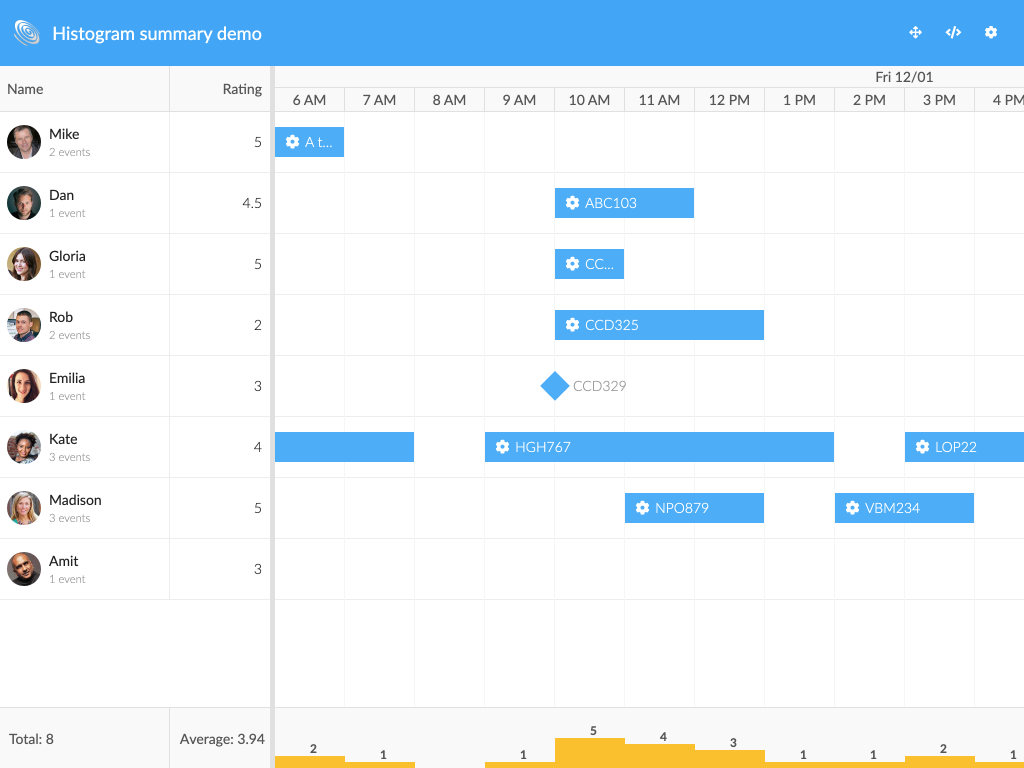 Histogram summary demo
Name
Rating
Fri 12/01
6 AM 7 AM 8 AM 9 AM 10 AM 11 AM 12 PM 1 PM 2 PM 3 PM 4 PM
Mike
2 events
5
A t...
Dan
1 event
4.5
ABC103
Gloria
1 event
5
CC...
Rob
2 events
2
CCD325
Emilia
1 event
3
CCD329
Kate
3 events
4
HGH767
LOP22
Madison
3 events
5
NPO879
VBM234
Amit
1 event
3
Total: 8
Average: 3.94
2 1 1 5 4 3 1 1 2 1